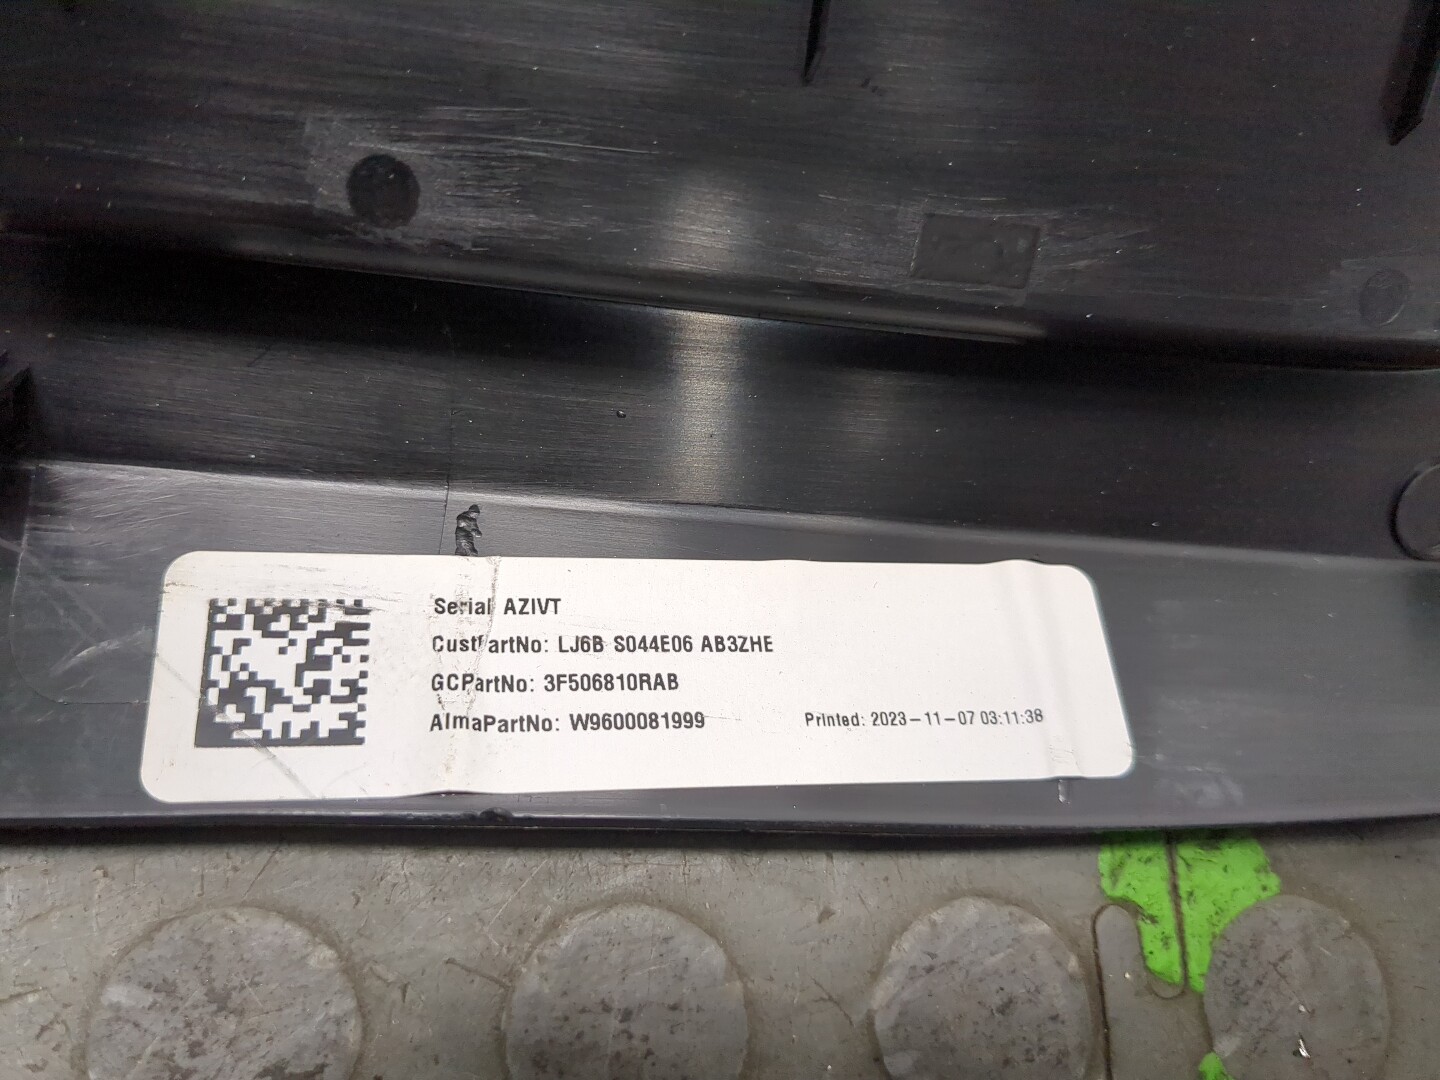 Serial AZIVT
CustPartNo: LJ6B S044E06 AB3ZHE
GCPartNo: 3F506810RAB
AlmaPartNo: W9600081999
Printed: 2023-11-07 03:11:38